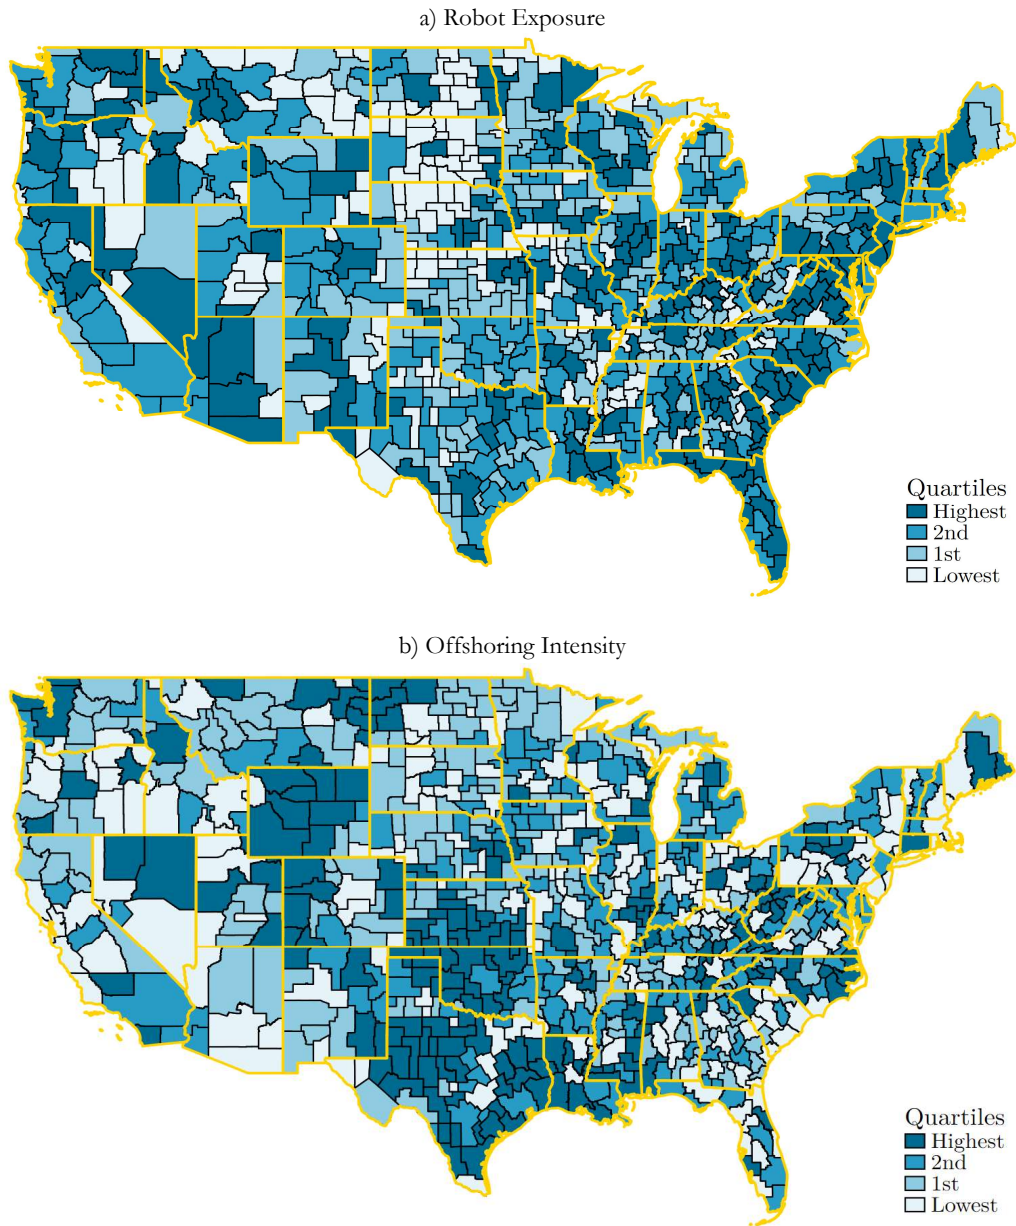 a) Robot Exposure
Quartiles
Highest
2nd
1st
Lowest
b) Offshoring Intensity
Quartiles
Highest
2nd
1st
Lowest